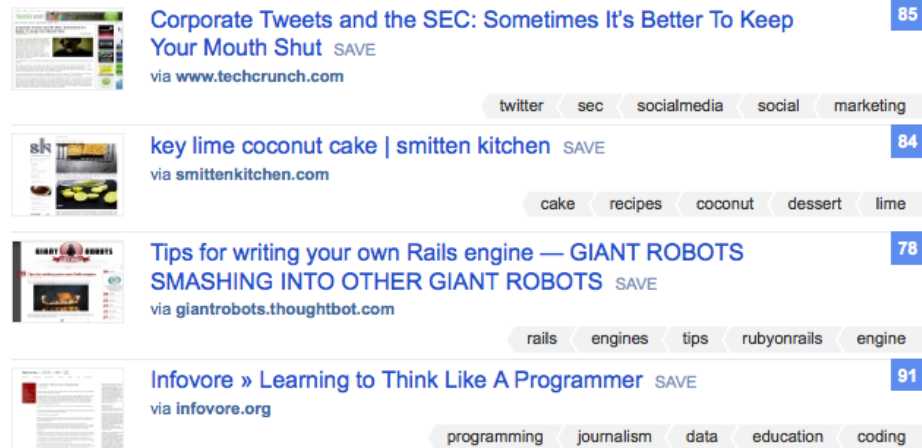 Corporate Tweets and the SEC: Sometimes It's Better To Keep
85
Your Mouth Shut SAVE
via www.techcrunch.com
twitter sec socialmedia social marketing
key lime coconut cake | smitten kitchen SAVE
84
via smittenkitchen.com
cake recipes coconut dessert lime
Tips for writing your own Rails engine — GIANT ROBOTS
78
SMASHING INTO OTHER GIANT ROBOTS SAVE
via giantrobots.thoughtbot.com
GIANT ROBOTS
rails engines tips rubyonrails engine
Infovore » Learning to Think Like A Programmer SAVE
91
via infovore.org
programming journalism data education coding